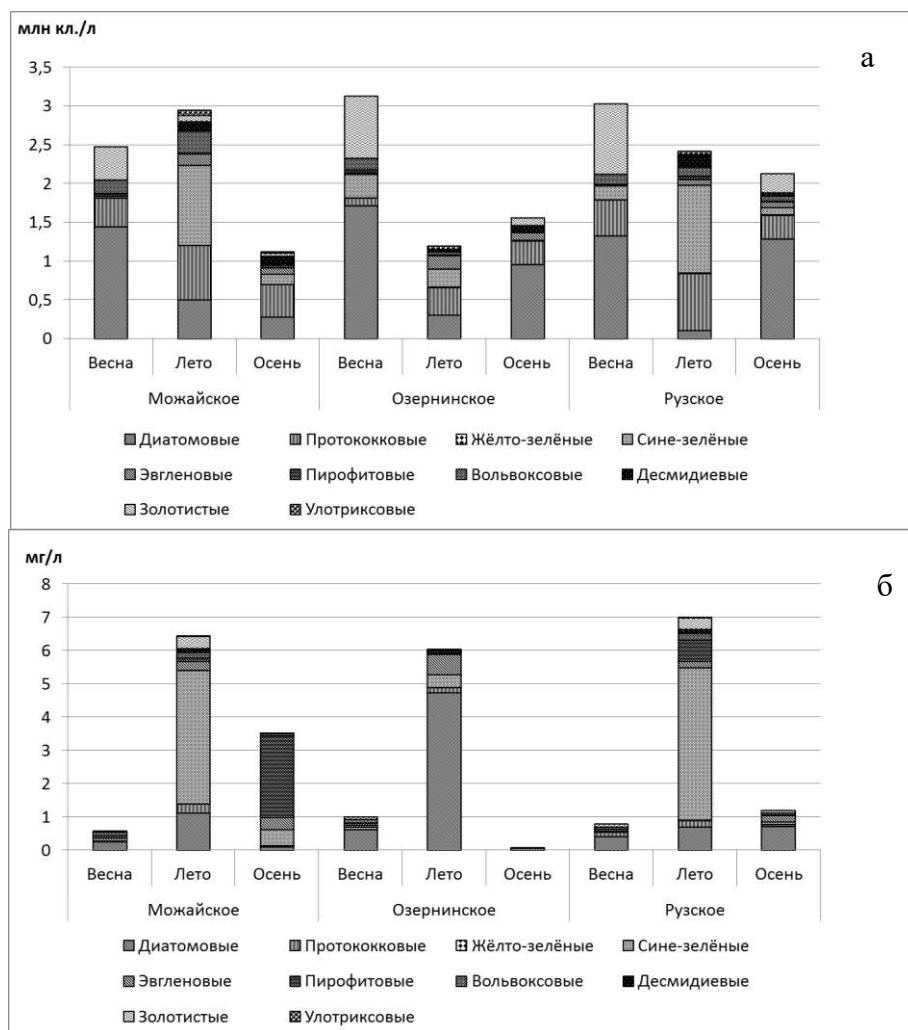 млн кл./л
а
3,5
3
2,5
2
1,5
1
0,5
0
Весна Лето Осень Весна Лето Осень Весна Лето Осень
Можайское Озернинское Рузское
Диатомовые Протококковые Жёлто-зелёные Сине-зелёные
Эвгленовые Пирофитовые Вольвоксовые Десмидиевые
Золотистые Улотриксовые
мг/л
б
8
7
6
5
4
3
2
1
0
Весна Лето Осень Весна Лето Осень Весна Лето Осень
Можайское Озернинское Рузское
Диатомовые Протококковые Жёлто-зелёные Сине-зелёные
Эвгленовые Пирофитовые Вольвоксовые Десмидиевые
Золотистые Улотриксовые